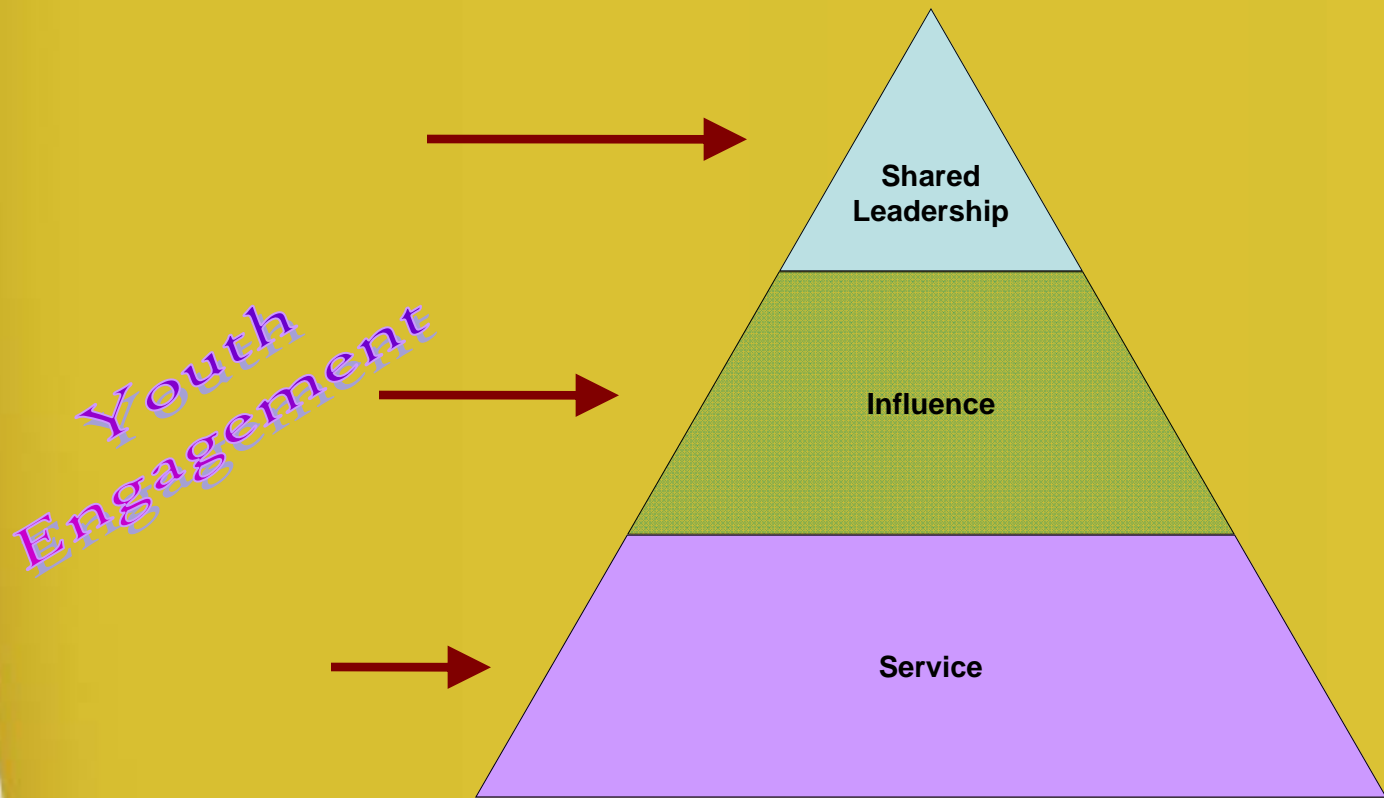 Youth
Engagement
Shared
Leadership
Influence
Service